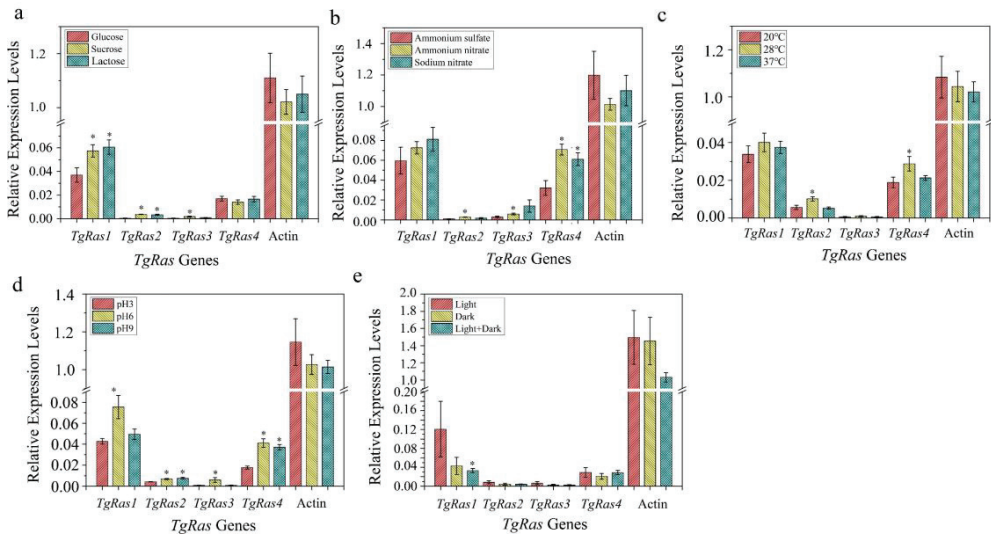 a
Glucose
Sucrose
Lactose
1.2
1.0
0.06
0.04
0.02
0.00
Relative Expression Levels
* * * * *
TgRas1 TgRas2 TgRas3 TgRas4 Actin
TgRas Genes
b
Ammonium sulfate
Ammonium nitrate
Sodium nitrate
1.4
1.2
1.0
0.08
0.06
0.04
0.02
0.00
Relative Expression Levels
* * * *
TgRas1 TgRas2 TgRas3 TgRas4 Actin
TgRas Genes
c
20°C
28°C
37°C
1.2
1.0
0.04
0.02
0.00
Relative Expression Levels
* *
TgRas1 TgRas2 TgRas3 TgRas4 Actin
TgRas Genes
d
pH3
pH6
pH9
1.4
1.2
1.0
0.08
0.06
0.04
0.02
0.00
Relative Expression Levels
* * * * * *
TgRas1 TgRas2 TgRas3 TgRas4 Actin
TgRas Genes
e
Light
Dark
Light+Dark
2.0
1.8
1.6
1.4
1.2
1.0
0.20
0.16
0.12
0.08
0.04
0.00
Relative Expression Levels
*
TgRas1 TgRas2 TgRas3 TgRas4 Actin
TgRas Genes